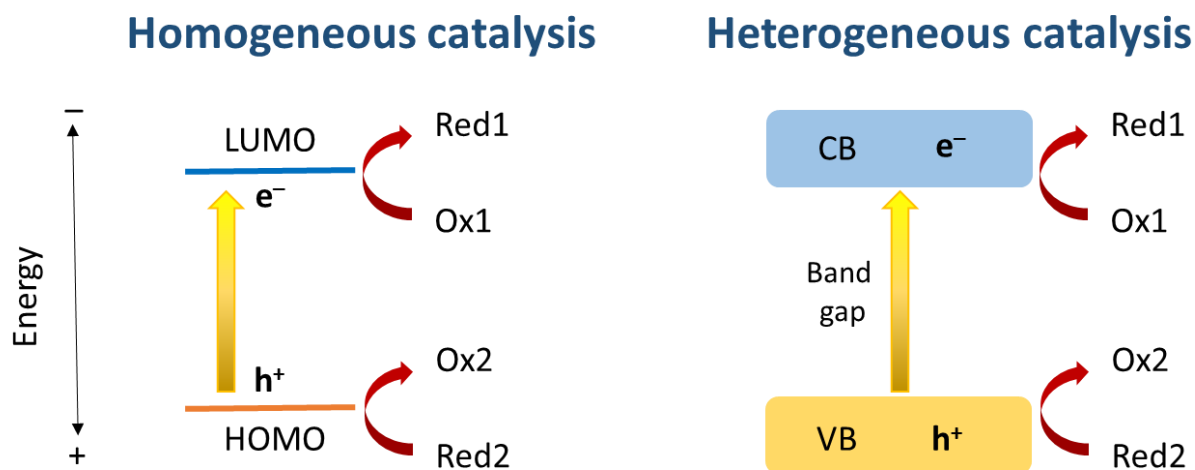 Homogeneous catalysis
–
Energy
+
LUMO
e⁻
h⁺
HOMO
Red1
Ox1
Ox2
Red2
Heterogeneous catalysis
CB e⁻
Band
gap
VB h⁺
Red1
Ox1
Ox2
Red2